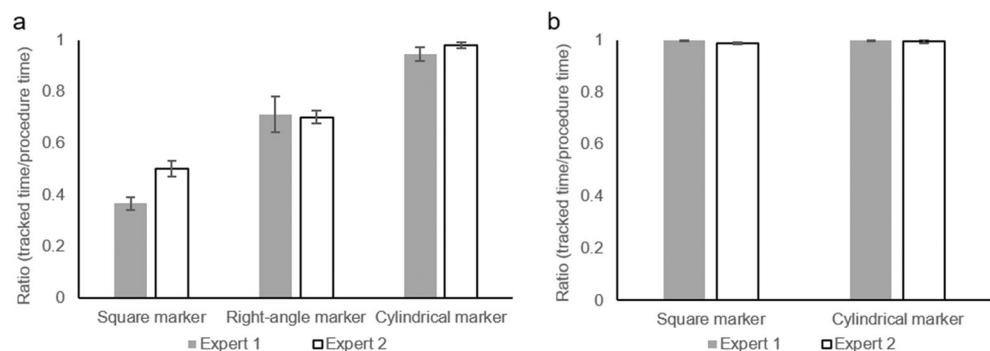 a
Ratio (tracked time/procedure time)
1
0.8
0.6
0.4
0.2
0
Square marker Right-angle marker Cylindrical marker
Expert 1 Expert 2
b
Ratio (tracked time/procedure time)
1
0.8
0.6
0.4
0.2
0
Square marker Cylindrical marker
Expert 1 Expert 2